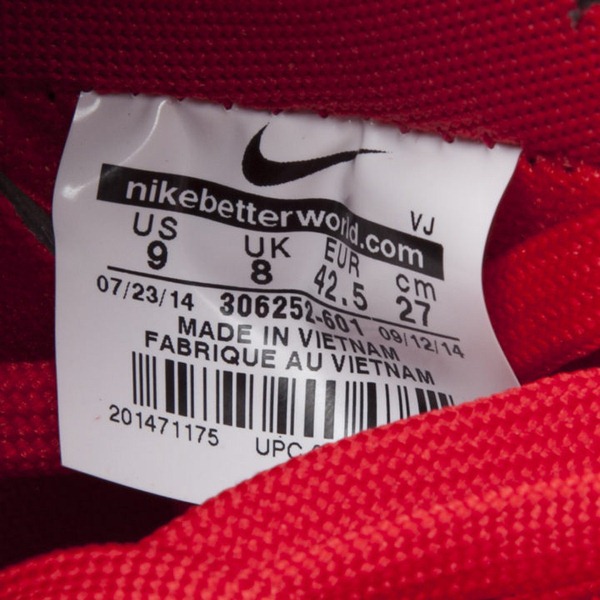 nikebetterworld.com
VJ
US UK EUR cm
9 8 42.5 27
07/23/14 306252-601 09/12/14
MADE IN VIETNAM
FABRIQUE AU VIETNAM
201471175 UPC